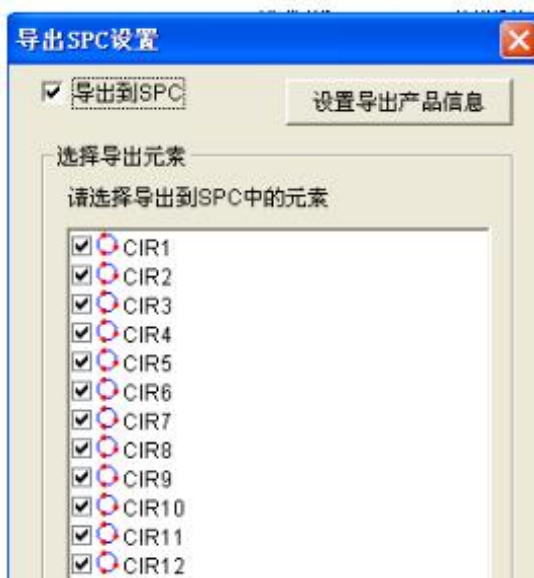 导出SPC设置
导出到SPC
设置导出产品信息
选择导出元素
请选择导出到SPC中的元素
CIR1
CIR2
CIR3
CIR4
CIR5
CIR6
CIR7
CIR8
CIR9
CIR10
CIR11
CIR12